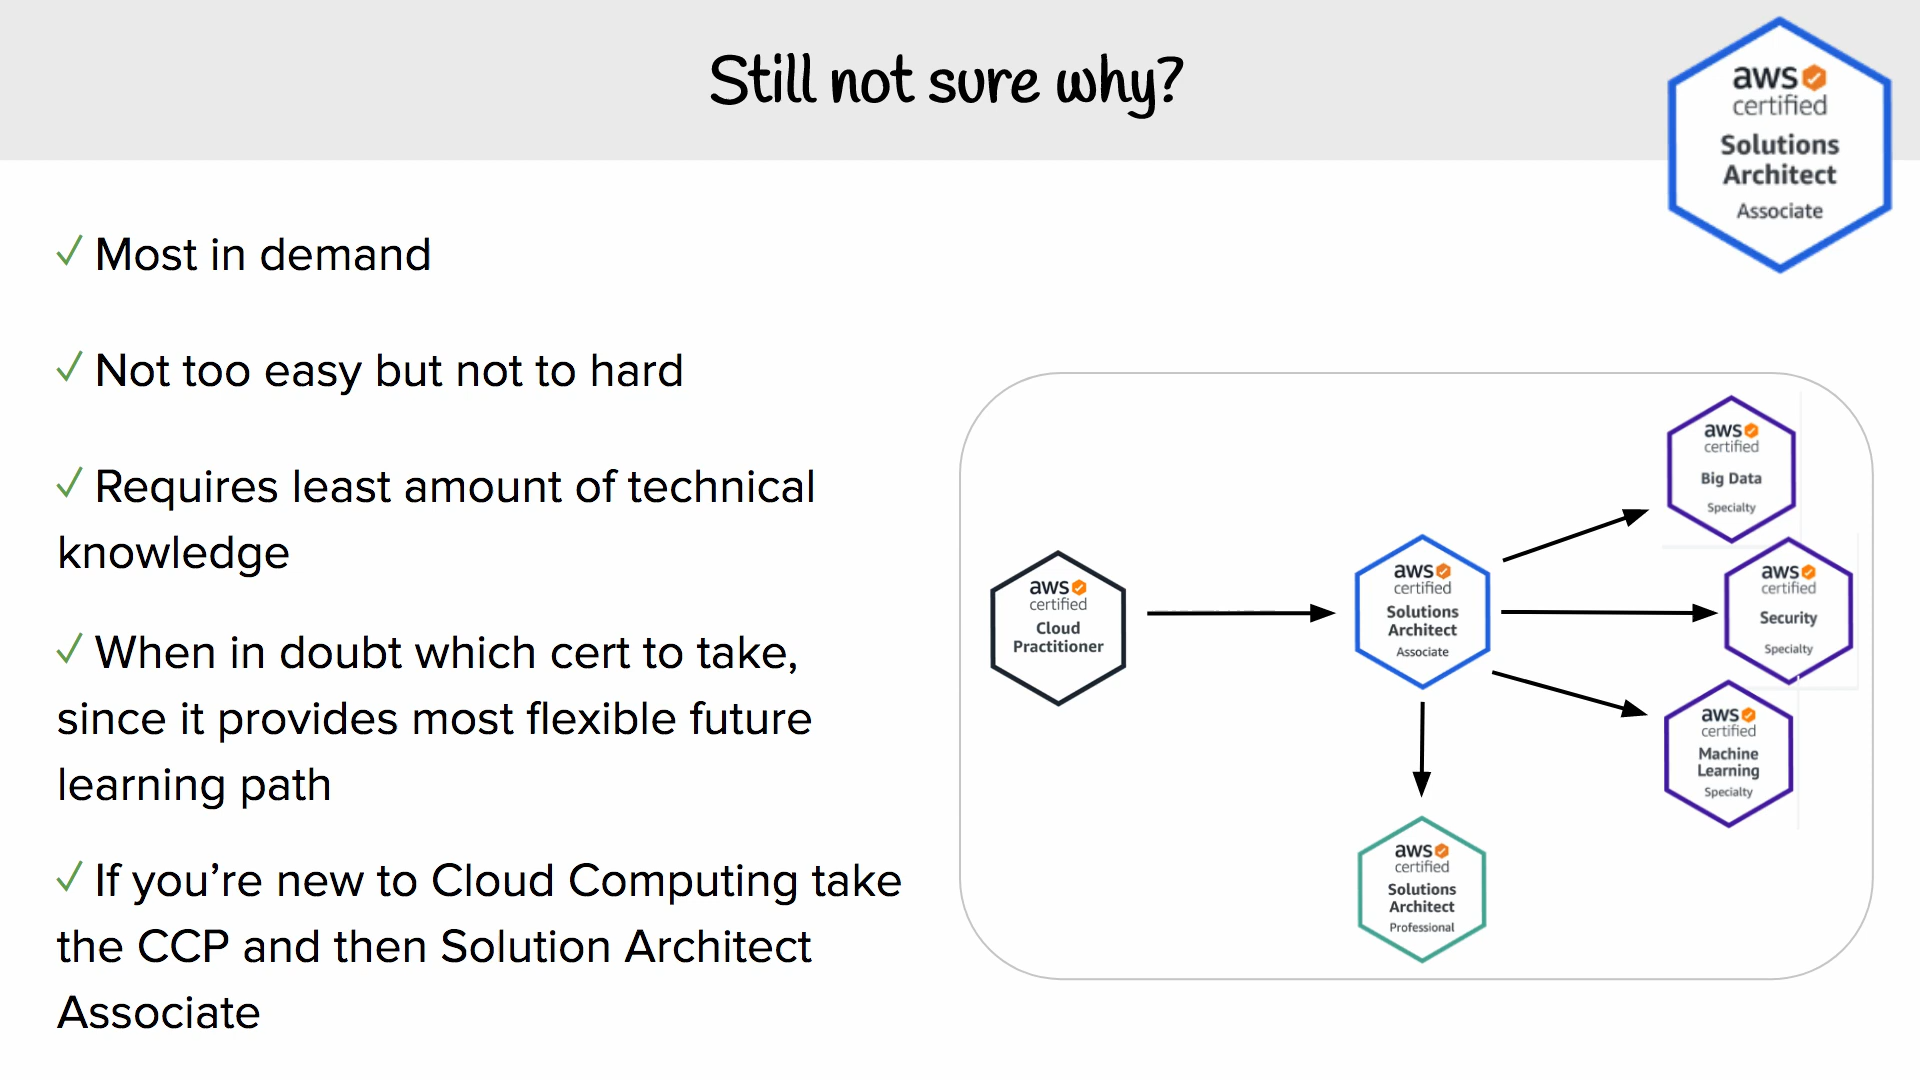 Still not sure why?
aws
certified
Solutions
Architect
Associate
✓ Most in demand
✓ Not too easy but not to hard
✓ Requires least amount of technical
knowledge
✓ When in doubt which cert to take,
since it provides most flexible future
learning path
✓ If you’re new to Cloud Computing take
the CCP and then Solution Architect
Associate
aws
certified
Cloud
Practitioner
aws
certified
Solutions
Architect
Associate
aws
certified
Big Data
Specialty
aws
certified
Security
Specialty
aws
certified
Machine
Learning
Specialty
aws
certified
Solutions
Architect
Professional